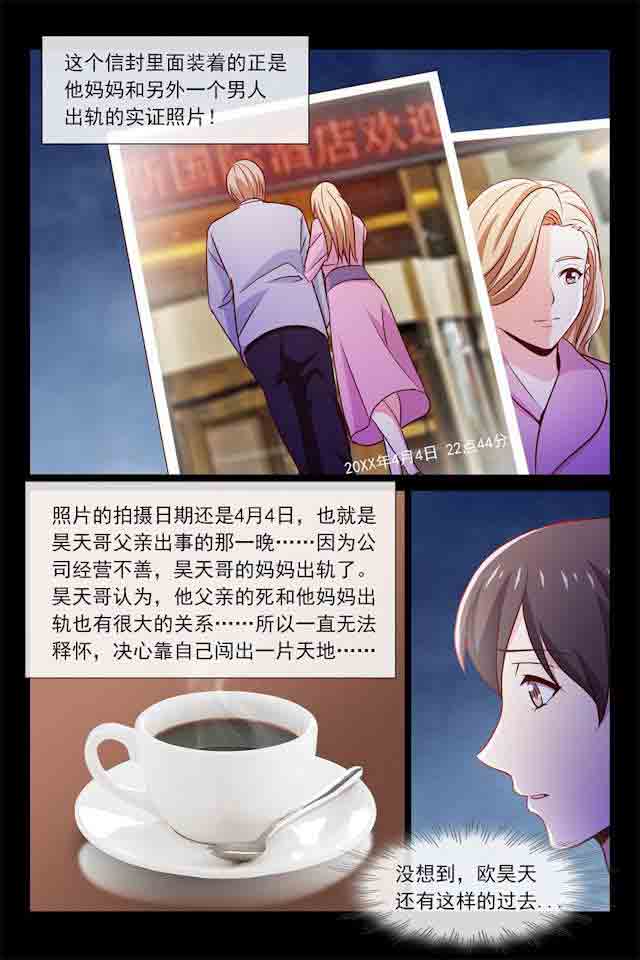 这个信封里面装着的正是
他妈妈和另外一个男人
出轨的实证照片！
国际酒店欢迎
20XX年4月4日 22点44分
照片的拍摄日期还是4月4日，也就是
昊天哥父亲出事的那一晚……因为公
司经营不善，昊天哥的妈妈出轨了。
昊天哥认为，他父亲的死和他妈妈出
轨也有很大的关系……所以一直无法
释怀，决心靠自己闯出一片天地……
没想到，欧昊天
还有这样的过去...